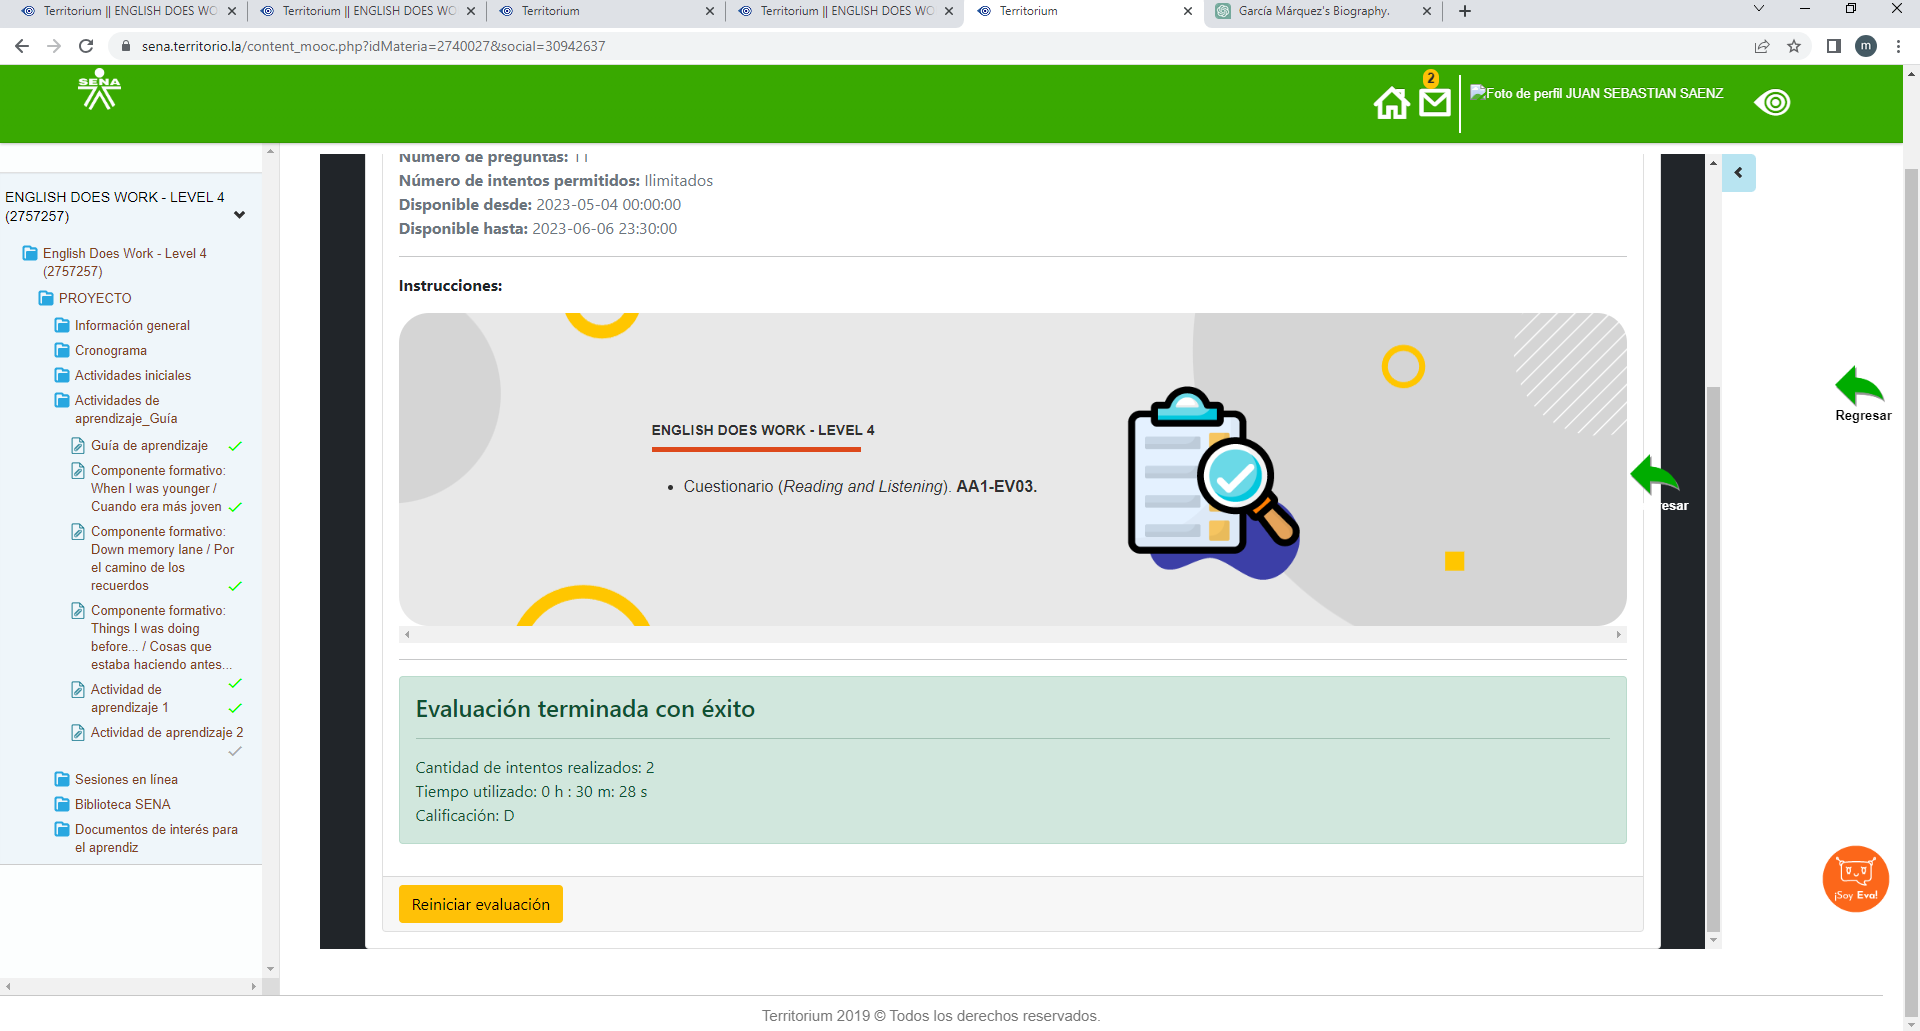 Territorium || ENGLISH DOES WO
Territorium || ENGLISH DOES WO
Territorium
Territorium || ENGLISH DOES WO
Territorium
García Márquez's Biography.
sena.territorio.la/content_mooc.php?idMateria=2740027&social=30942637
m
SENA
2
Foto de perfil JUAN SEBASTIAN SAENZ
ENGLISH DOES WORK - LEVEL 4
(2757257)
English Does Work - Level 4
(2757257)
PROYECTO
Información general
Cronograma
Actividades iniciales
Actividades de
aprendizaje_Guía
Guía de aprendizaje
Componente formativo:
When I was younger /
Cuando era más joven
Componente formativo:
Down memory lane / Por
el camino de los
recuerdos
Componente formativo:
Things I was doing
before... / Cosas que
estaba haciendo antes...
Actividad de
aprendizaje 1
Actividad de aprendizaje 2
Sesiones en línea
Biblioteca SENA
Documentos de interés para
el aprendiz
Número de preguntas: 11
Número de intentos permitidos: Ilimitados
Disponible desde: 2023-05-04 00:00:00
Disponible hasta: 2023-06-06 23:30:00
Instrucciones:
ENGLISH DOES WORK - LEVEL 4
• Cuestionario (Reading and Listening). AA1-EV03.
Evaluación terminada con éxito
Cantidad de intentos realizados: 2
Tiempo utilizado: 0 h : 30 m: 28 s
Calificación: D
Reiniciar evaluación
Regresar
esar
¡Soy Eva!
Territorium 2019 © Todos los derechos reservados.